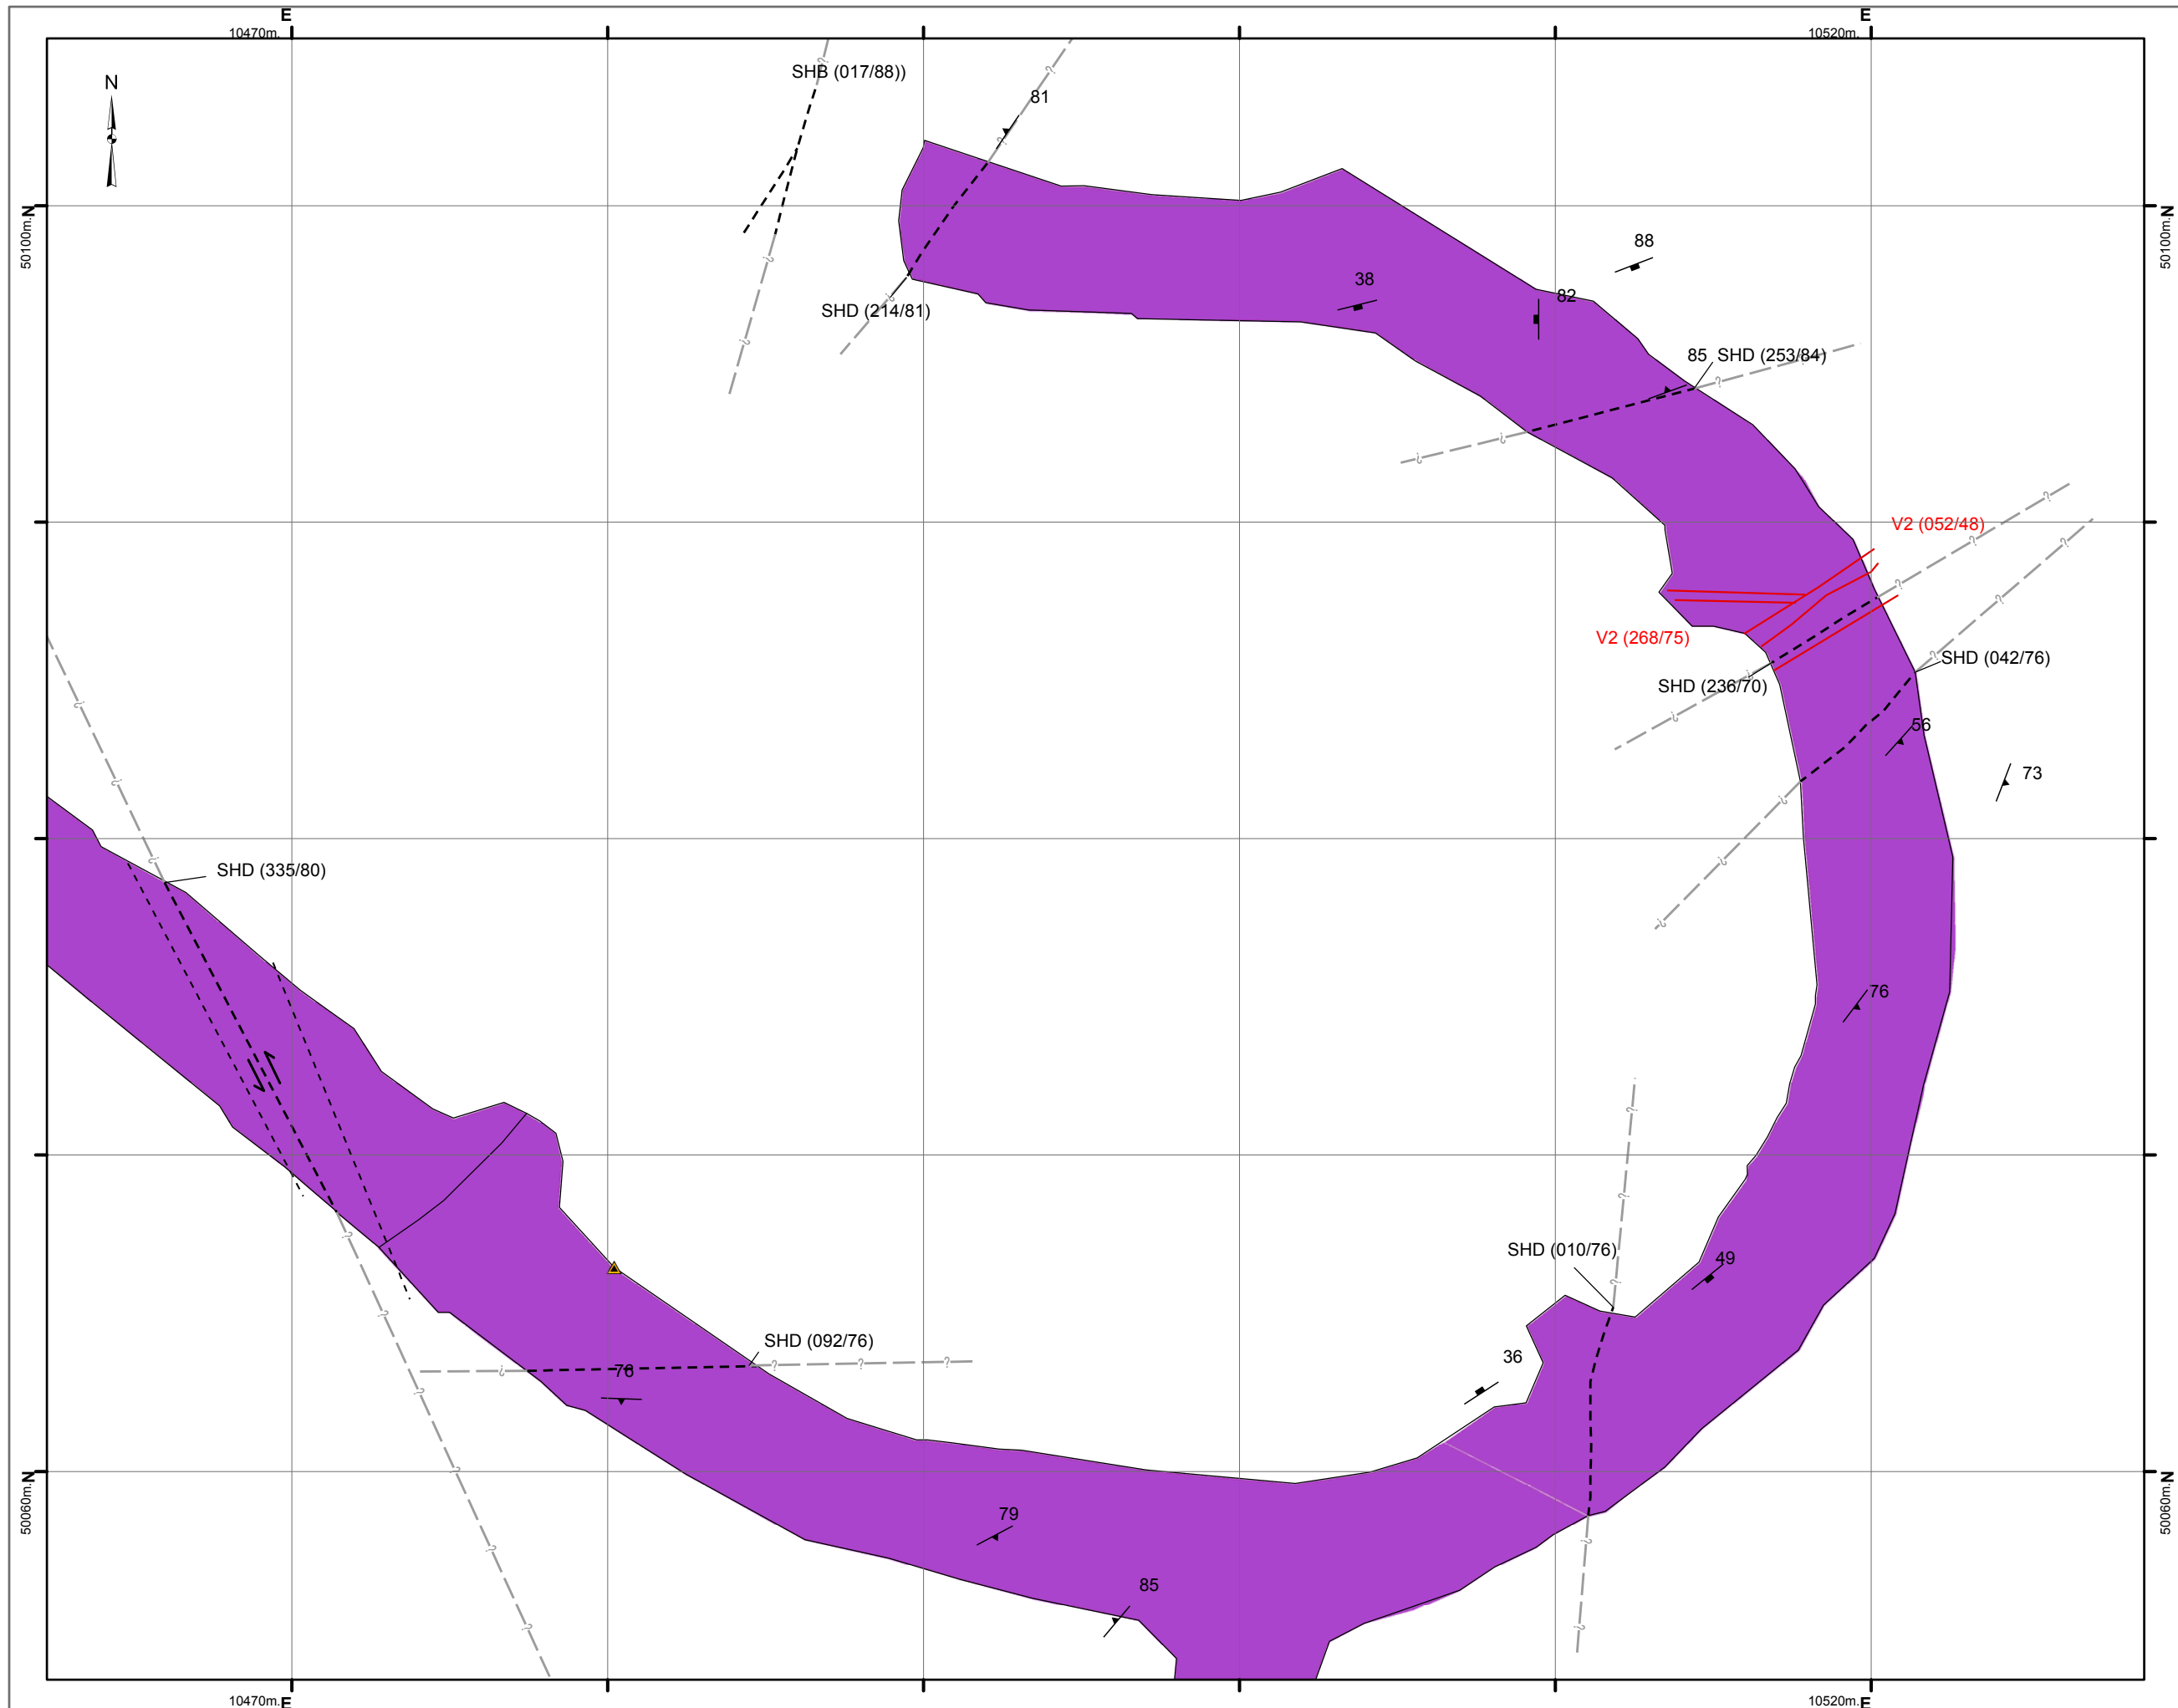 E E
10470m. 10520m.
SHB (017/88))
N
81
50100m. N
50100m. N
88
38
82
SHD (214/81)
85 SHD (253/84)
V2 (052/48)
V2 (268/75)
SHD (042/76)
SHD (236/70)
56
73
SHD (335/80)
76
SHD (010/76)
49
SHD (092/76)
36
76
50060m. N
50060m. N
79
85
10470m. E
10520m. E